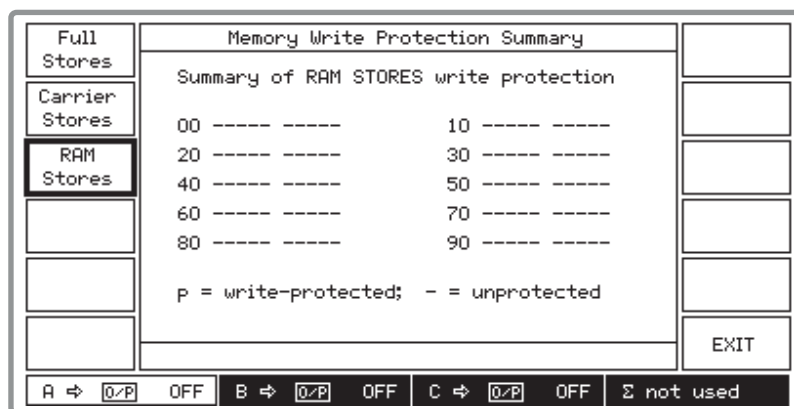 Full
Stores
Carrier
Stores
RAM
Stores
Memory Write Protection Summary
Summary of RAM STORES write protection
00 ----- ----- 10 ----- -----
20 ----- ----- 30 ----- -----
40 ----- ----- 50 ----- -----
60 ----- ----- 70 ----- -----
80 ----- ----- 90 ----- -----
p = write-protected; - = unprotected
EXIT
A ⇨ O/P OFF B ⇨ O/P OFF C ⇨ O/P OFF Σ not used